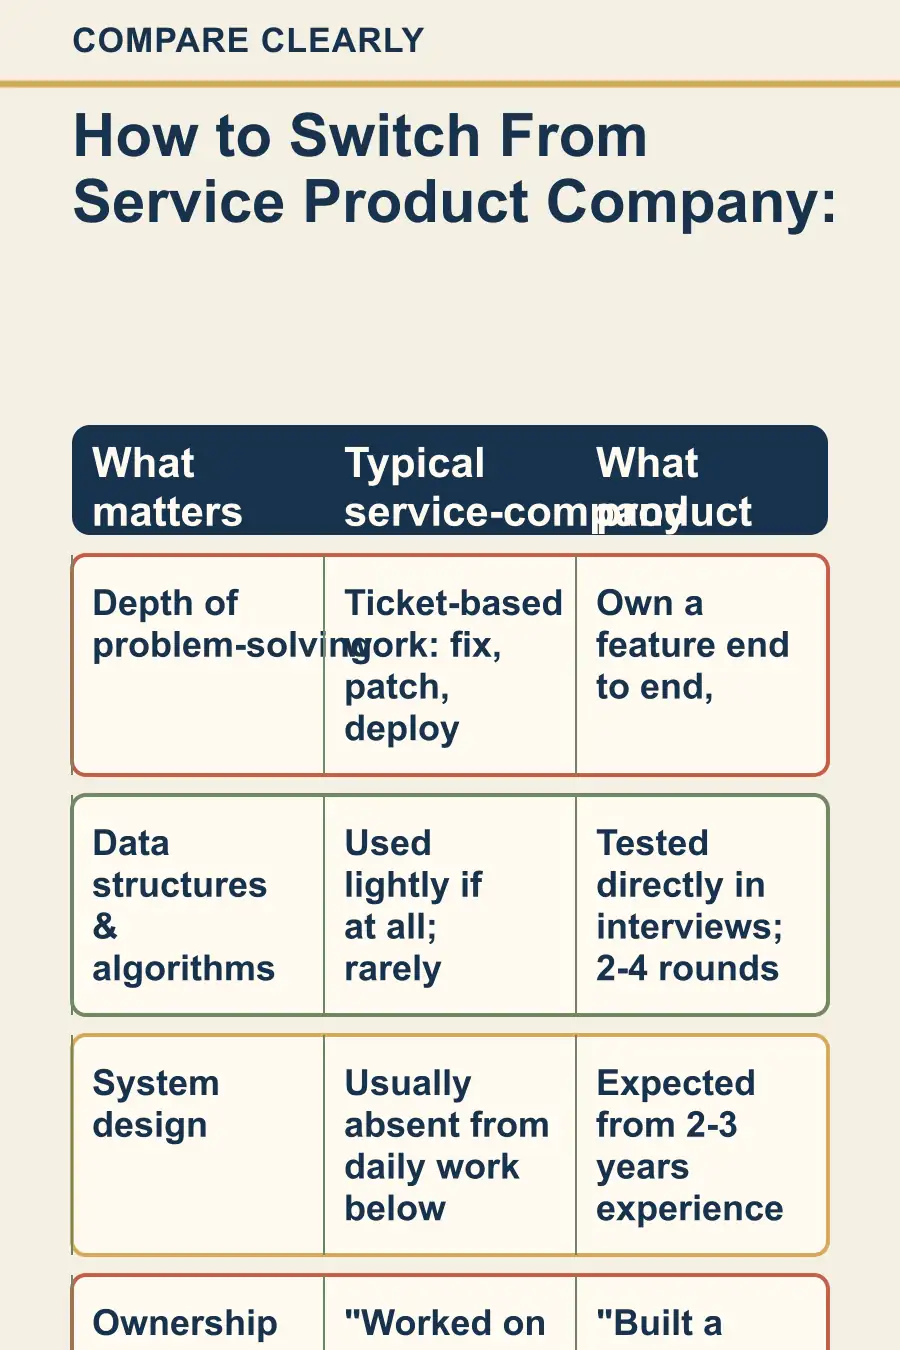 COMPARE CLEARLY
How to Switch From
Service Product Company:
What
matters
Typical
service-company
What
product
Depth of
problem-solving
Ticket-based
work: fix,
patch,
deploy
Own a
feature end
to end,
Data
structures
&
algorithms
Used
lightly if
at all;
rarely
Tested
directly in
interviews;
2-4 rounds
System
design
Usually
absent from
daily work
below
Expected
from 2-3
years
experience
Ownership
"Worked on
"Built a